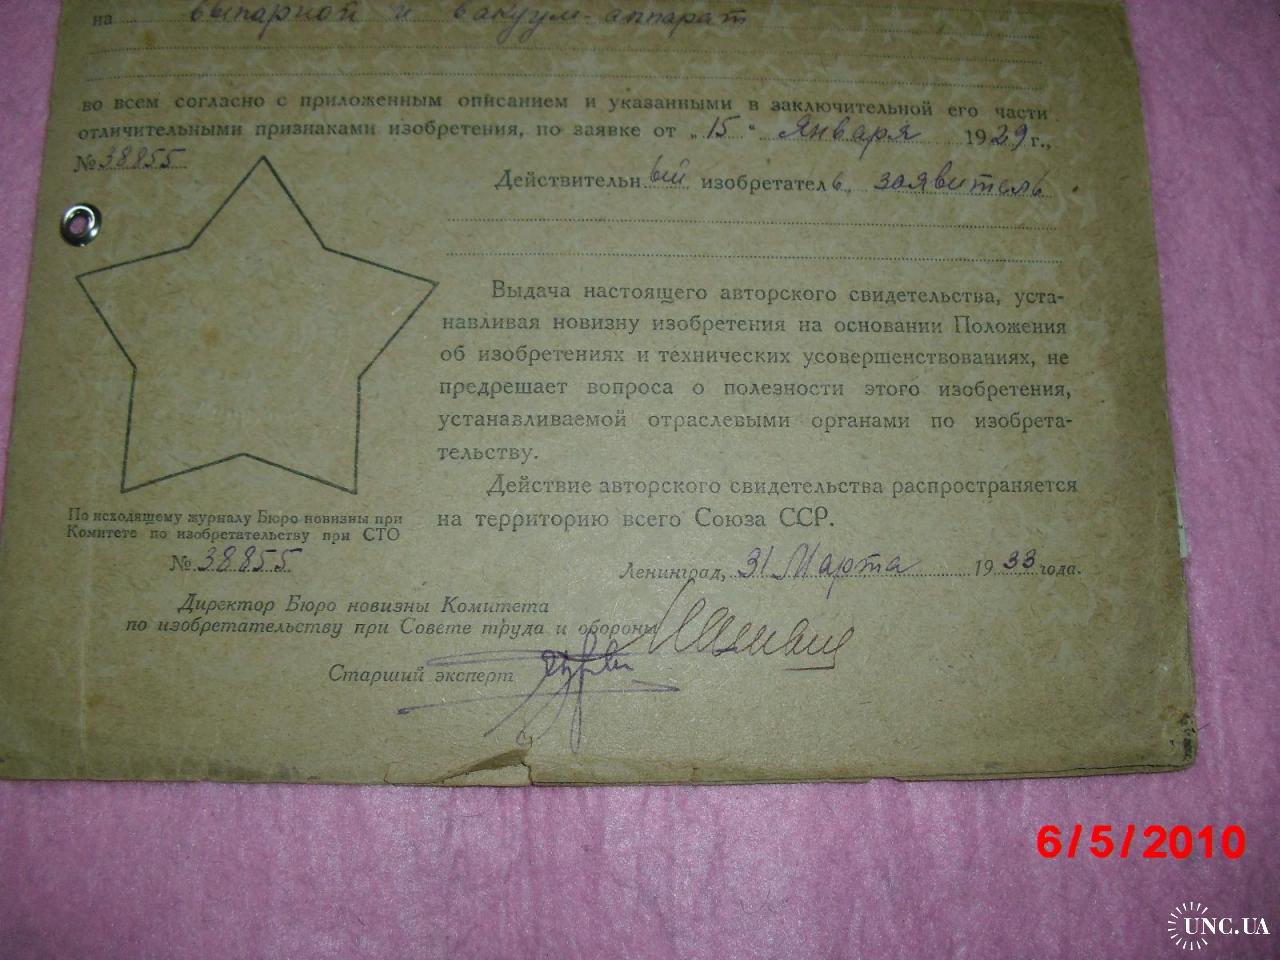 на выпарной и вакуум-аппарат
во всем согласно с приложенным описанием и указанными в заключительной его части
отличительными признаками изобретения, по заявке от „15“ Января 1929 г.,
№ 38855
Действительный изобретатель заявитель
Выдача настоящего авторского свидетельства, уста-
навливая новизну изобретения на основании Положения
об изобретениях и технических усовершенствованиях, не
предрешает вопроса о полезности этого изобретения,
устанавливаемой отраслевыми органами по изобрета-
тельству.
Действие авторского свидетельства распространяется
на территорию всего Союза ССР.
По исходящему журналу Бюро новизны при
Комитете по изобретательству при СТО
№ 38855
Ленинград, 31 Марта 1933 года.
Директор Бюро новизны Комитета
по изобретательству при Совете труда и обороны
Старший эксперт
6/5/2010
UNC.UA